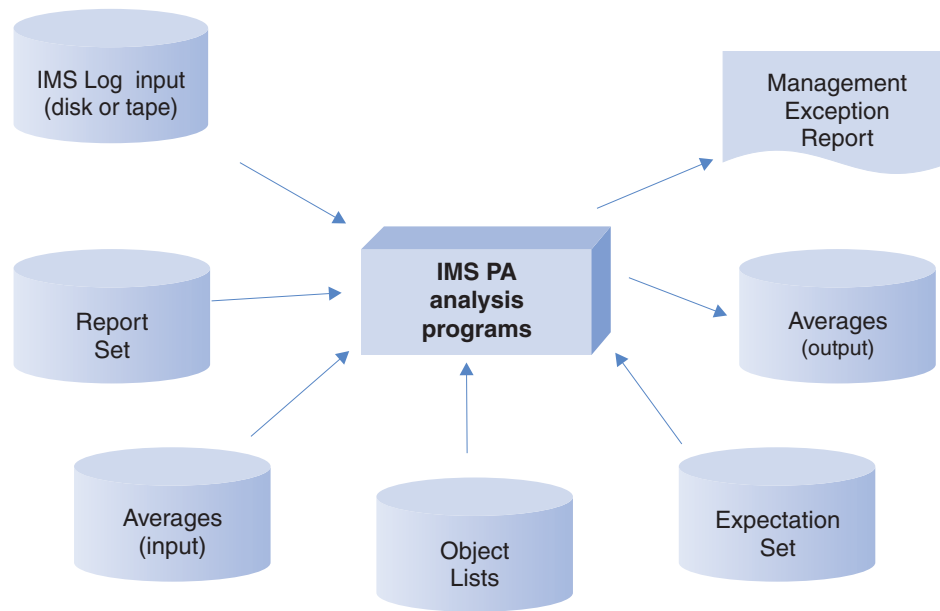 IMS Log input
(disk or tape)
Management
Exception
Report
IMS PA
analysis
programs
Report
Set
Averages
(output)
Averages
(input)
Object
Lists
Expectation
Set